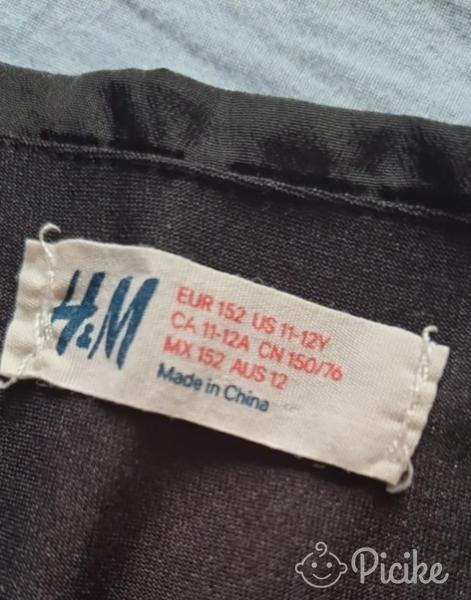 H&M
EUR 152 US 11-12Y
CA 11-12A CN 150/76
MX 152 AUS 12
Made in China
Picike